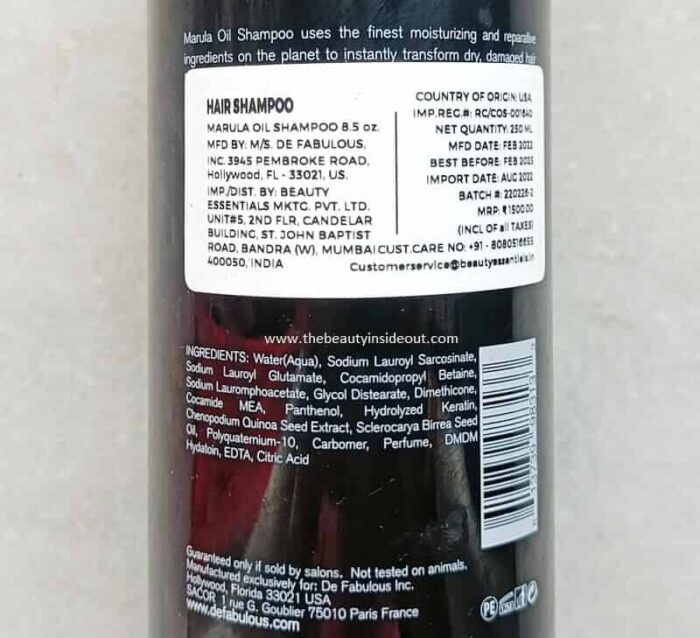 Marula Oil Shampoo uses the finest moisturizing and reparative
ingredients on the planet to instantly transform dry, damaged hair
HAIR SHAMPOO
MARULA OIL SHAMPOO 8.5 oz.
MFD BY: M/S. DE FABULOUS,
INC. 3945 PEMBROKE ROAD,
Hollywood, FL - 33021, US.
IMP./DIST. BY: BEAUTY
ESSENTIALS MKTG. PVT. LTD.
UNIT#5, 2ND FLR, CANDELAR
BUILDING, ST. JOHN BAPTIST
ROAD, BANDRA (W), MUMBAI
400050, INDIA
COUNTRY OF ORIGIN: USA
IMP.REG.#: RC/COS-001640
NET QUANTITY: 250 ML
MFD DATE: FEB 2022
BEST BEFORE: FEB 2025
IMPORT DATE: AUG 2022
BATCH #: 220226-2
MRP: ₹1500.00
(INCL OF all TAXES)
CUST.CARE NO: +91 - 8080516655
Customerservice@beautyessentials.in
www.thebeautyinsideout.com
INGREDIENTS: Water(Aqua), Sodium Lauroyl Sarcosinate,
Sodium Lauroyl Glutamate, Cocamidopropyl Betaine,
Sodium Lauromphoacetate, Glycol Distearate, Dimethicone,
Cocamide MEA, Panthenol, Hydrolyzed Keratin,
Chenopodium Quinoa Seed Extract, Sclerocarya Birrea Seed
Oil, Polyquaternium-10, Carbomer, Perfume, DMDM
Hydatoin, EDTA, Citric Acid
Guaranteed only if sold by salons. Not tested on animals.
Manufactured exclusively for: De Fabulous Inc.
Hollywood, Florida 33021 USA
SACOR 1 rue G. Goublier 75010 Paris France
www.defabulous.com
PE